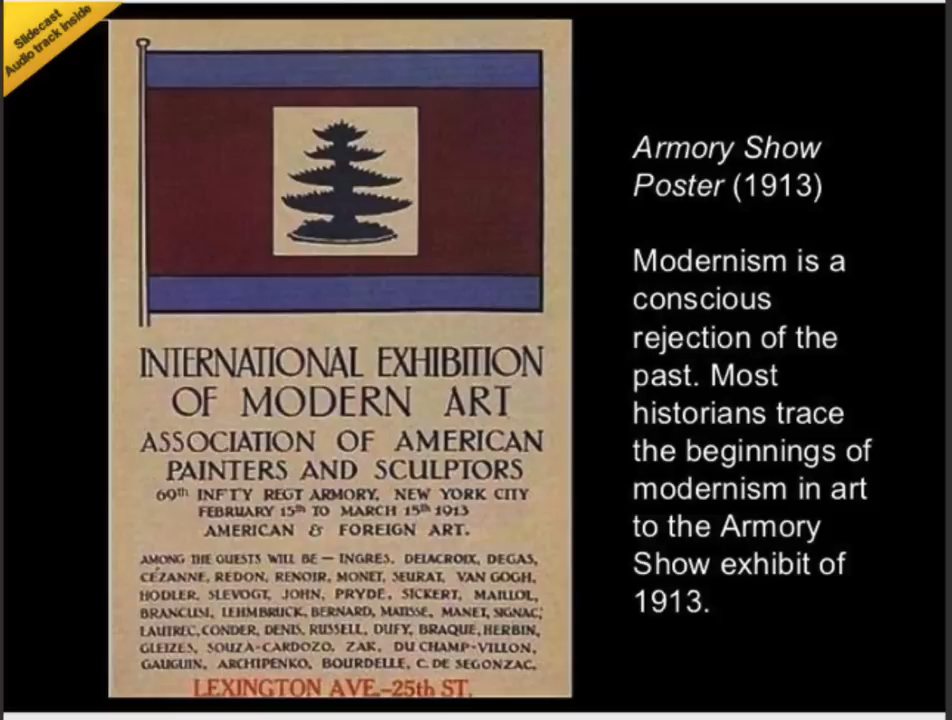 Slidecast
Audio track inside
INTERNATIONAL EXHIBITION
OF MODERN ART
ASSOCIATION OF AMERICAN
PAINTERS AND SCULPTORS
69th INF'TY REGT ARMORY, NEW YORK CITY
FEBRUARY 15th TO MARCH 15th 1913
AMERICAN & FOREIGN ART.
AMONG THE GUESTS WILL BE — INGRES, DELACROIX, DEGAS,
CÉZANNE, REDON, RENOIR, MONET, SEURAT, VAN GOGH,
HODLER, SLEVOGT, JOHN, PRYDE, SICKERT, MAILLOL,
BRANCUSI, LEHMBRUCK, BERNARD, MATISSE, MANET, SIGNAC,
LAUTREC, CONDER, DENIS, RUSSELL, DUFY, BRAQUE, HERBIN,
GLEIZES, SOUZA-CARDOZO, ZAK, DU CHAMP-VILLON,
GAUGUIN, ARCHIPENKO, BOURDELLE, C. DE SEGONZAC.
LEXINGTON AVE.–25th ST.
Armory Show
Poster (1913)
Modernism is a
conscious
rejection of the
past. Most
historians trace
the beginnings of
modernism in art
to the Armory
Show exhibit of
1913.